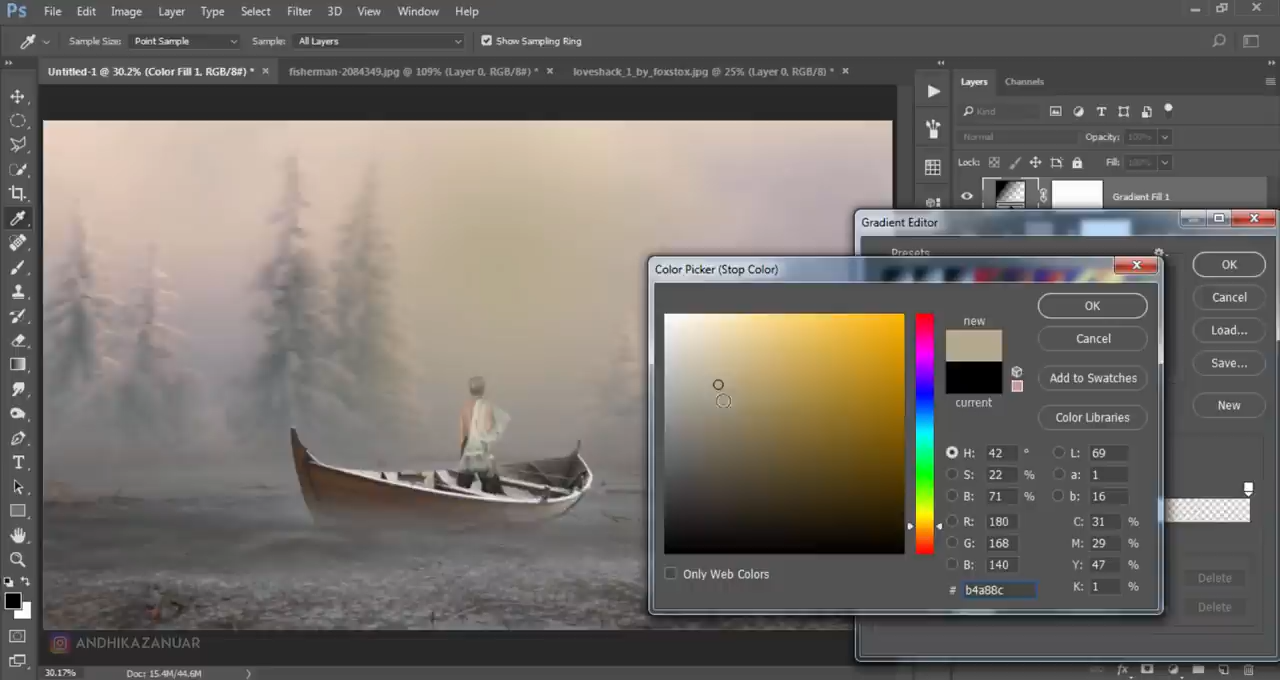 Ps File Edit Image Layer Type Select Filter 3D View Window Help
Sample Size: Point Sample Sample: All Layers Show Sampling Ring
Untitled-1 @ 30.2% (Color Fill 1, RGB/8#) * × fisherman-2084349.jpg @ 109% (Layer 0, RGB/8#) * × loveshack_1_by_foxstox.jpg @ 25% (Layer 0, RGB/8) * ×
Layers Channels
Kind
Normal Opacity: 100%
Lock: Fill: 100%
Gradient Fill 1
Gradient Editor
Presets
OK
Cancel
Load...
Save...
New
Delete
Delete
Color Picker (Stop Color)
new
current
OK
Cancel
Add to Swatches
Color Libraries
H: 42 ° L: 69
S: 22 % a: 1
B: 71 % b: 16
R: 180 C: 31 %
G: 168 M: 29 %
B: 140 Y: 47 %
# b4a88c K: 1 %
Only Web Colors
ANDHIKAZANUAR
30.17% Doc: 15.4M/44.6M
fx